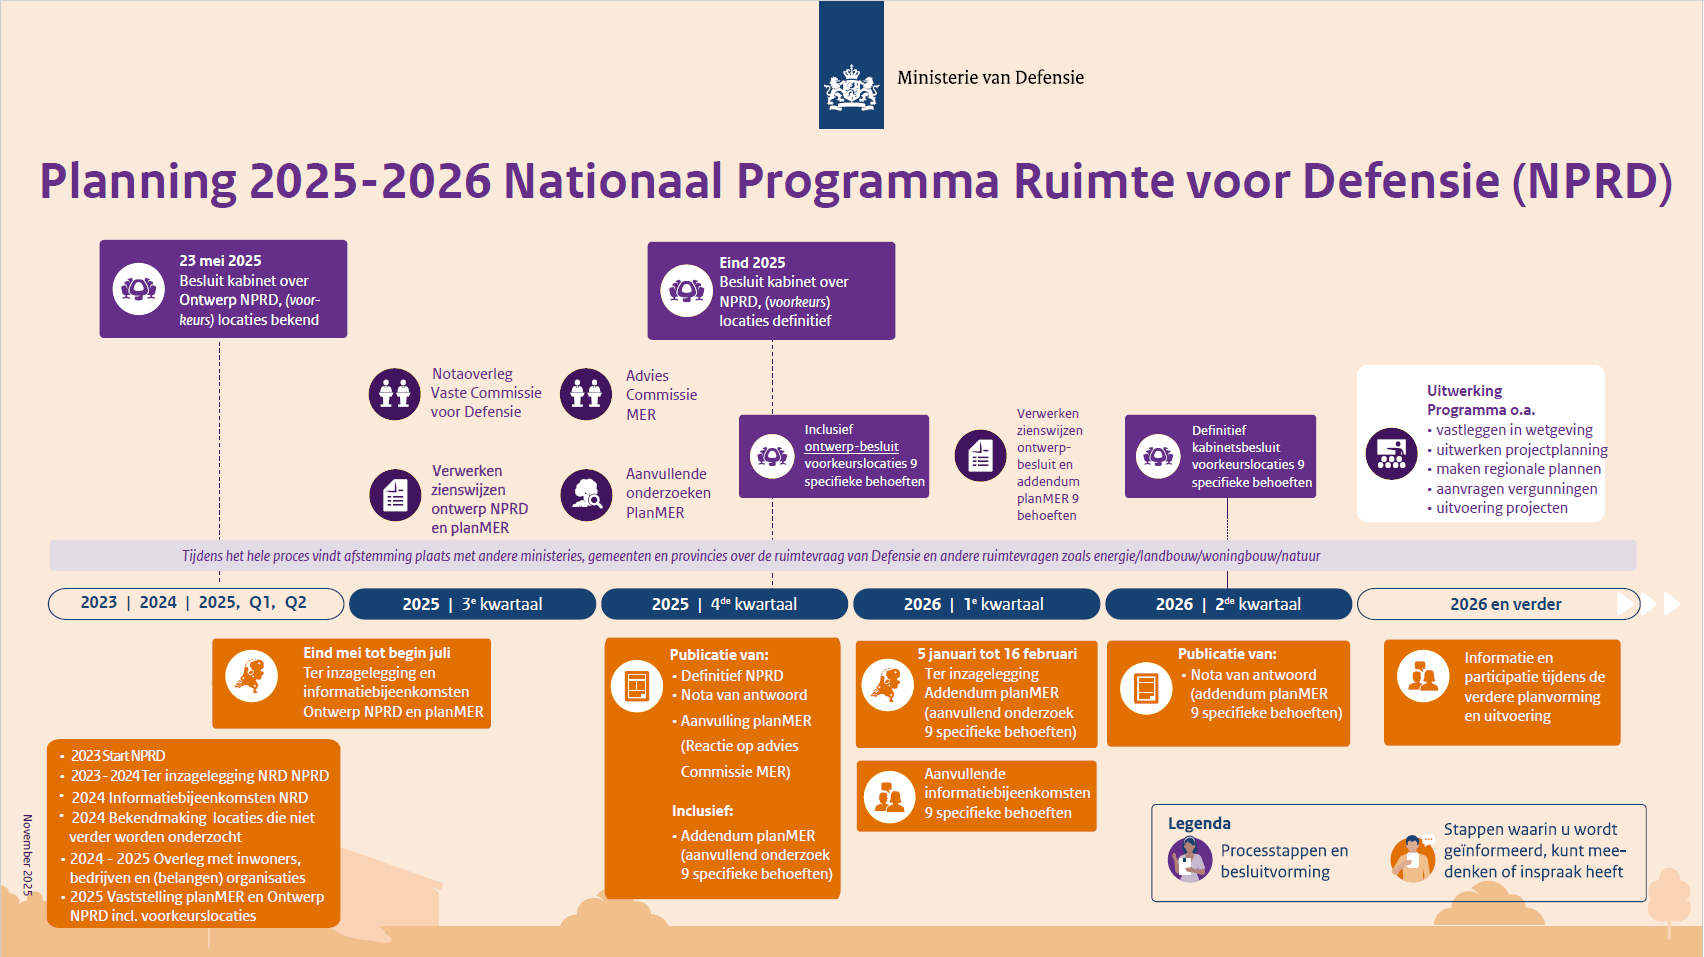 Ministerie van Defensie
Planning 2025-2026 Nationaal Programma Ruimte voor Defensie (NPRD)
23 mei 2025
Besluit kabinet over
Ontwerp NPRD, (voor-
keurs) locaties bekend
Eind 2025
Besluit kabinet over
NPRD, (voorkeurs)
locaties definitief
Notaoverleg
Vaste Commissie
voor Defensie
Advies
Commissie
MER
Verwerken
zienswijzen
ontwerp NPRD
en planMER
Aanvullende
onderzoeken
PlanMER
Inclusief
ontwerp-besluit
voorkeurslocaties 9
specifieke behoeften
Verwerken
zienswijzen
ontwerp-
besluit en
addendum
planMER 9
behoeften
Definitief
kabinetsbesluit
voorkeurslocaties 9
specifieke behoeften
Uitwerking
Programma o.a.
• vastleggen in wetgeving
• uitwerken projectplanning
• maken regionale plannen
• aanvragen vergunningen
• uitvoering projecten
Tijdens het hele proces vindt afstemming plaats met andere ministeries, gemeenten en provincies over de ruimtevraag van Defensie en andere ruimtevragen zoals energie/landbouw/woningbouw/natuur
2023 | 2024 | 2025, Q1, Q2
2025 | 3e kwartaal
2025 | 4de kwartaal
2026 | 1e kwartaal
2026 | 2de kwartaal
2026 en verder
Eind mei tot begin juli
Ter inzagelegging en
informatiebijeenkomsten
Ontwerp NPRD en planMER
• 2023 Start NPRD
• 2023 - 2024 Ter inzagelegging NRD NPRD
• 2024 Informatiebijeenkomsten NRD
• 2024 Bekendmaking locaties die niet
verder worden onderzocht
• 2024 - 2025 Overleg met inwoners,
bedrijven en (belangen) organisaties
• 2025 Vaststelling planMER en Ontwerp
NPRD incl. voorkeurslocaties
Publicatie van:
• Definitief NPRD
• Nota van antwoord
• Aanvulling planMER
(Reactie op advies
Commissie MER)
Inclusief:
• Addendum planMER
(aanvullend onderzoek
9 specifieke behoeften)
5 januari tot 16 februari
Ter inzagelegging
Addendum planMER
(aanvullend onderzoek
9 specifieke behoeften)
Aanvullende
informatiebijeenkomsten
9 specifieke behoeften
Publicatie van:
• Nota van antwoord
(addendum planMER
9 specifieke behoeften)
Informatie en
participatie tijdens de
verdere planvorming
en uitvoering
Legenda
Processtappen en
besluitvorming
Stappen waarin u wordt
geïnformeerd, kunt mee-
denken of inspraak heeft
November 2025